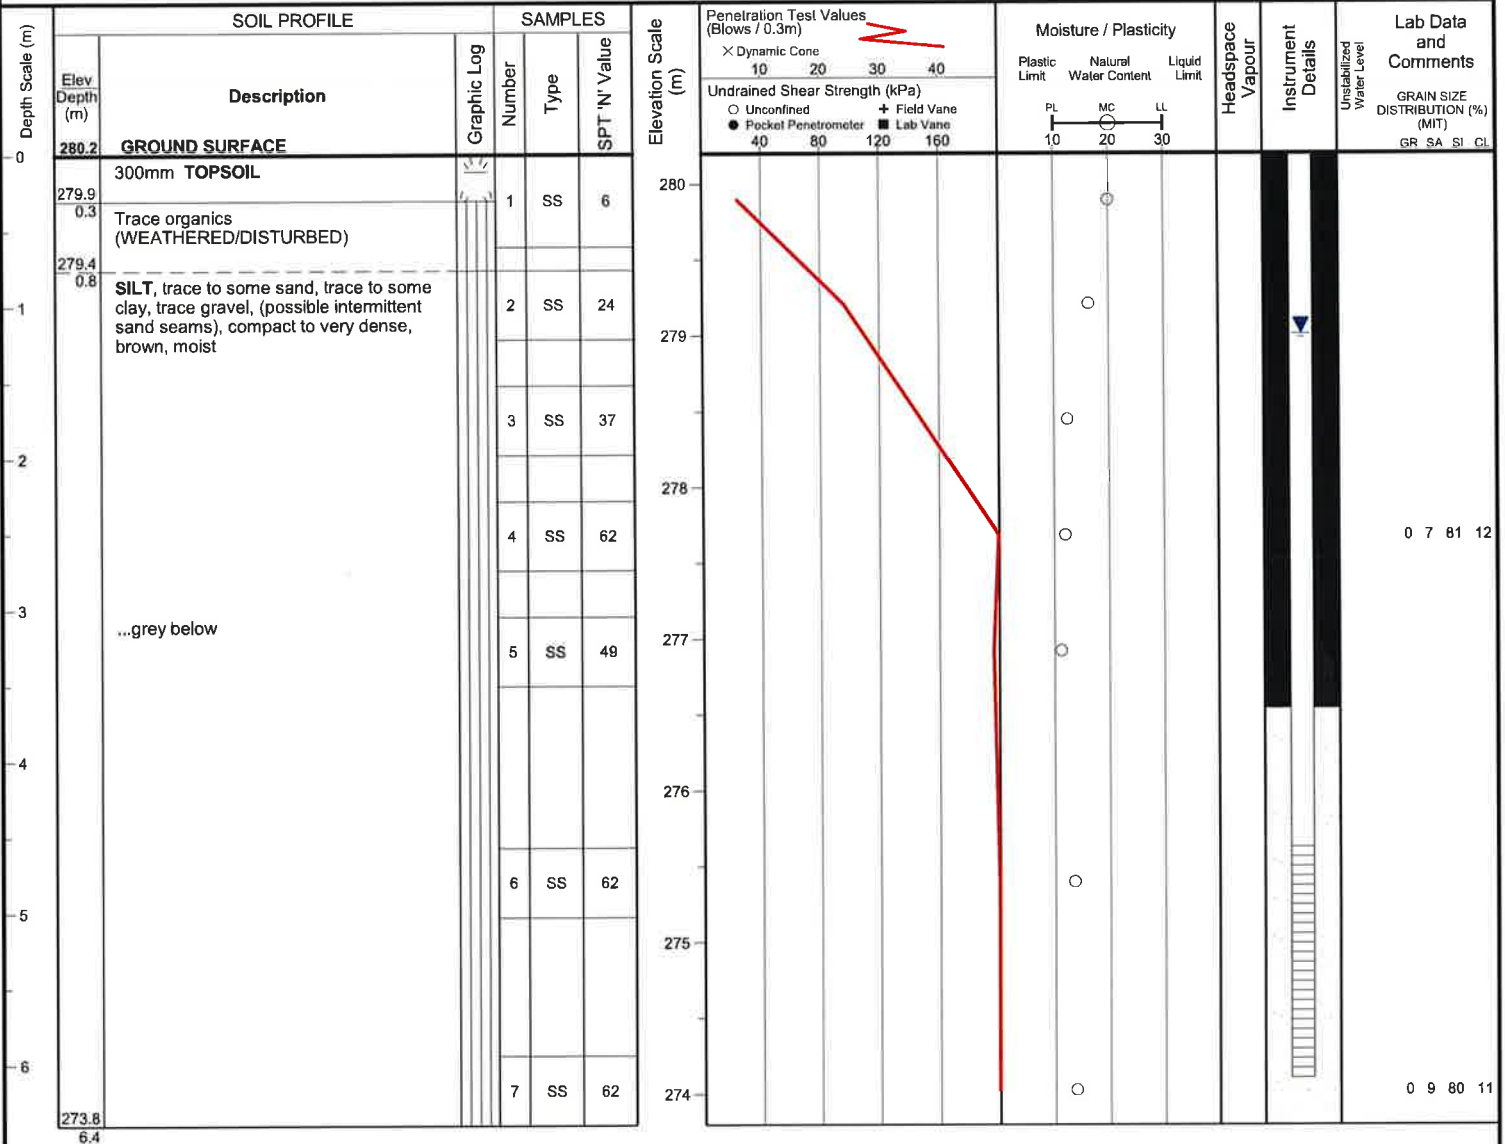 SOIL PROFILE
SAMPLES
Depth Scale (m)
Elev
Depth
(m)
Description
Graphic Log
Number
Type
SPT 'N' Value
Elevation Scale
(m)
Penetration Test Values
(Blows / 0.3m)
Dynamic Cone
10 20 30 40
Undrained Shear Strength (kPa)
Unconfined
Field Vane
Pocket Penetrometer
Lab Vane
40 80 120 160
Moisture / Plasticity
Plastic
Limit
Natural
Water Content
Liquid
Limit
PL MC LL
10 20 30
Headspace
Vapour
Instrument
Details
Unstabilized
Water Level
Lab Data
and
Comments
GRAIN SIZE
DISTRIBUTION (%)
(MIT)
GR SA SI CL
280.2 GROUND SURFACE
0
300mm TOPSOIL
279.9
0.3
1 SS 6
280
Trace organics
(WEATHERED/DISTURBED)
279.4
0.8
SILT, trace to some sand, trace to some
clay, trace gravel, (possible intermittent
sand seams), compact to very dense,
brown, moist
1
2 SS 24
279
3 SS 37
2
278
4 SS 62
0 7 81 12
3
...grey below
277
5 SS 49
4
276
6 SS 62
5
275
6
7 SS 62
274
0 9 80 11
273.8
6.4